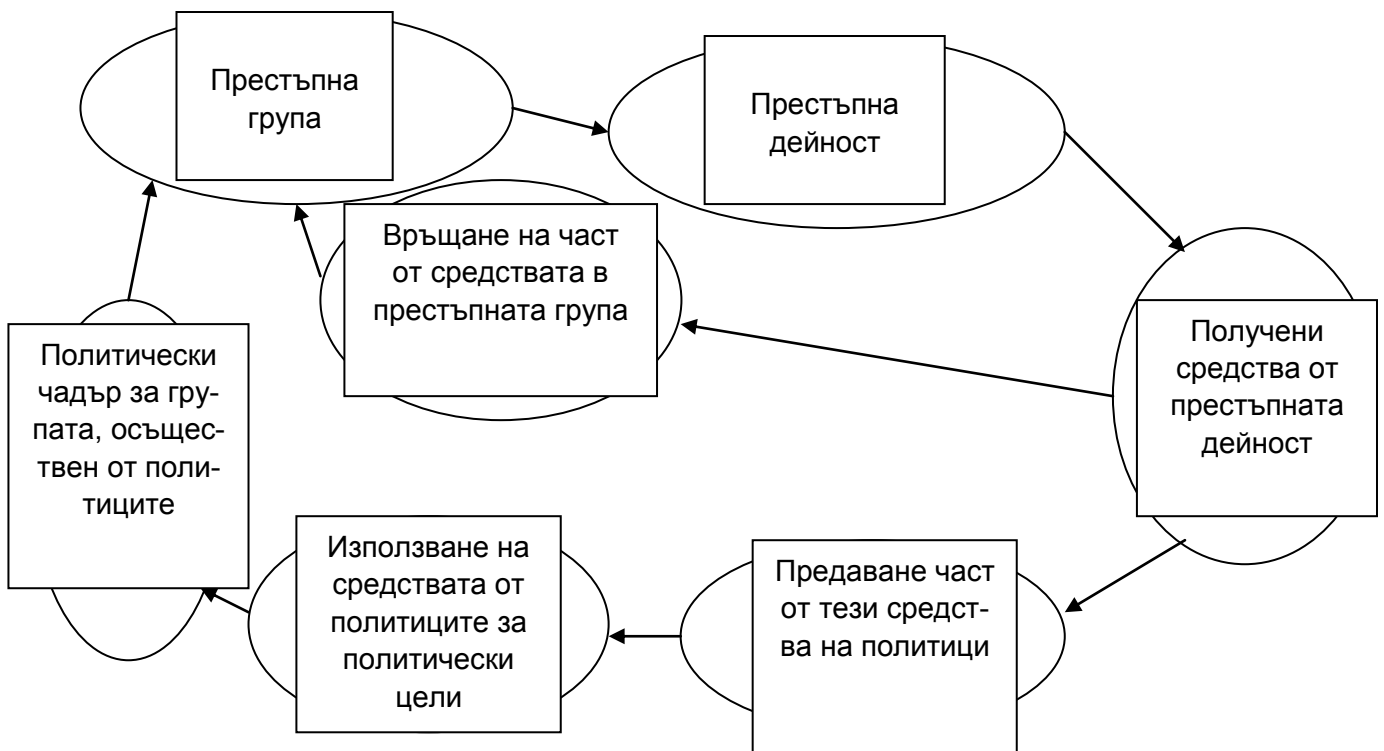 Престъпна
група
Престъпна
дейност
Връщане на част
от средствата в
престъпната група
Получени
средства от
престъпната
дейност
Политически
чадър за гру-
пата, осъщес-
твен от поли-
тиците
Използване на
средствата от
политиците за
политически
цели
Предаване част
от тези средст-
ва на политици